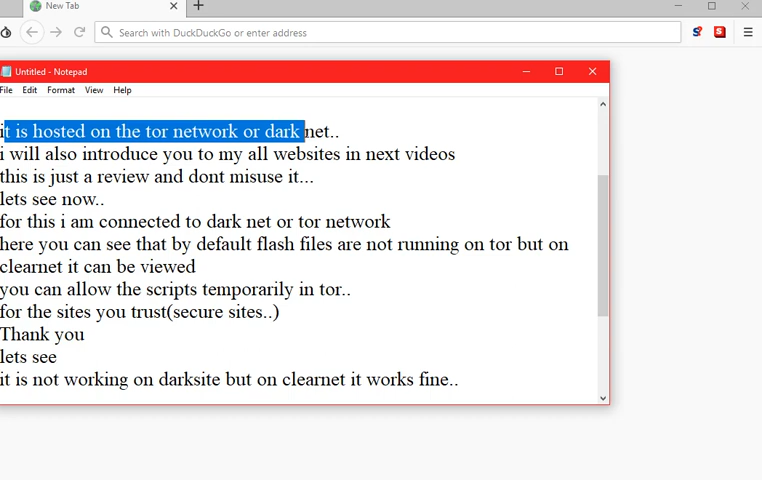 New Tab
Search with DuckDuckGo or enter address
Untitled - Notepad
File Edit Format View Help
it is hosted on the tor network or dark net..
i will also introduce you to my all websites in next videos
this is just a review and dont misuse it...
lets see now..
for this i am connected to dark net or tor network
here you can see that by default flash files are not running on tor but on
clearnet it can be viewed
you can allow the scripts temporarily in tor..
for the sites you trust(secure sites..)
Thank you
lets see
it is not working on darksite but on clearnet it works fine..